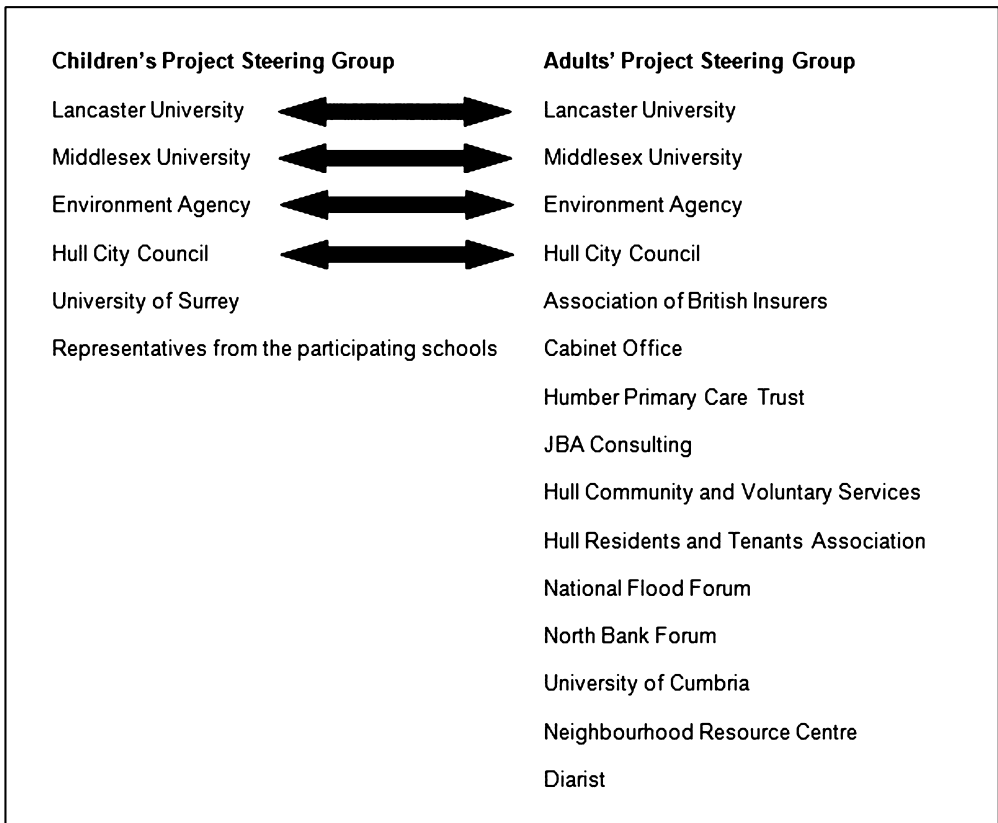 Children's Project Steering Group
Lancaster University
Middlesex University
Environment Agency
Hull City Council
University of Surrey
Representatives from the participating schools
Adults' Project Steering Group
Lancaster University
Middlesex University
Environment Agency
Hull City Council
Association of British Insurers
Cabinet Office
Humber Primary Care Trust
JBA Consulting
Hull Community and Voluntary Services
Hull Residents and Tenants Association
National Flood Forum
North Bank Forum
University of Cumbria
Neighbourhood Resource Centre
Diarist